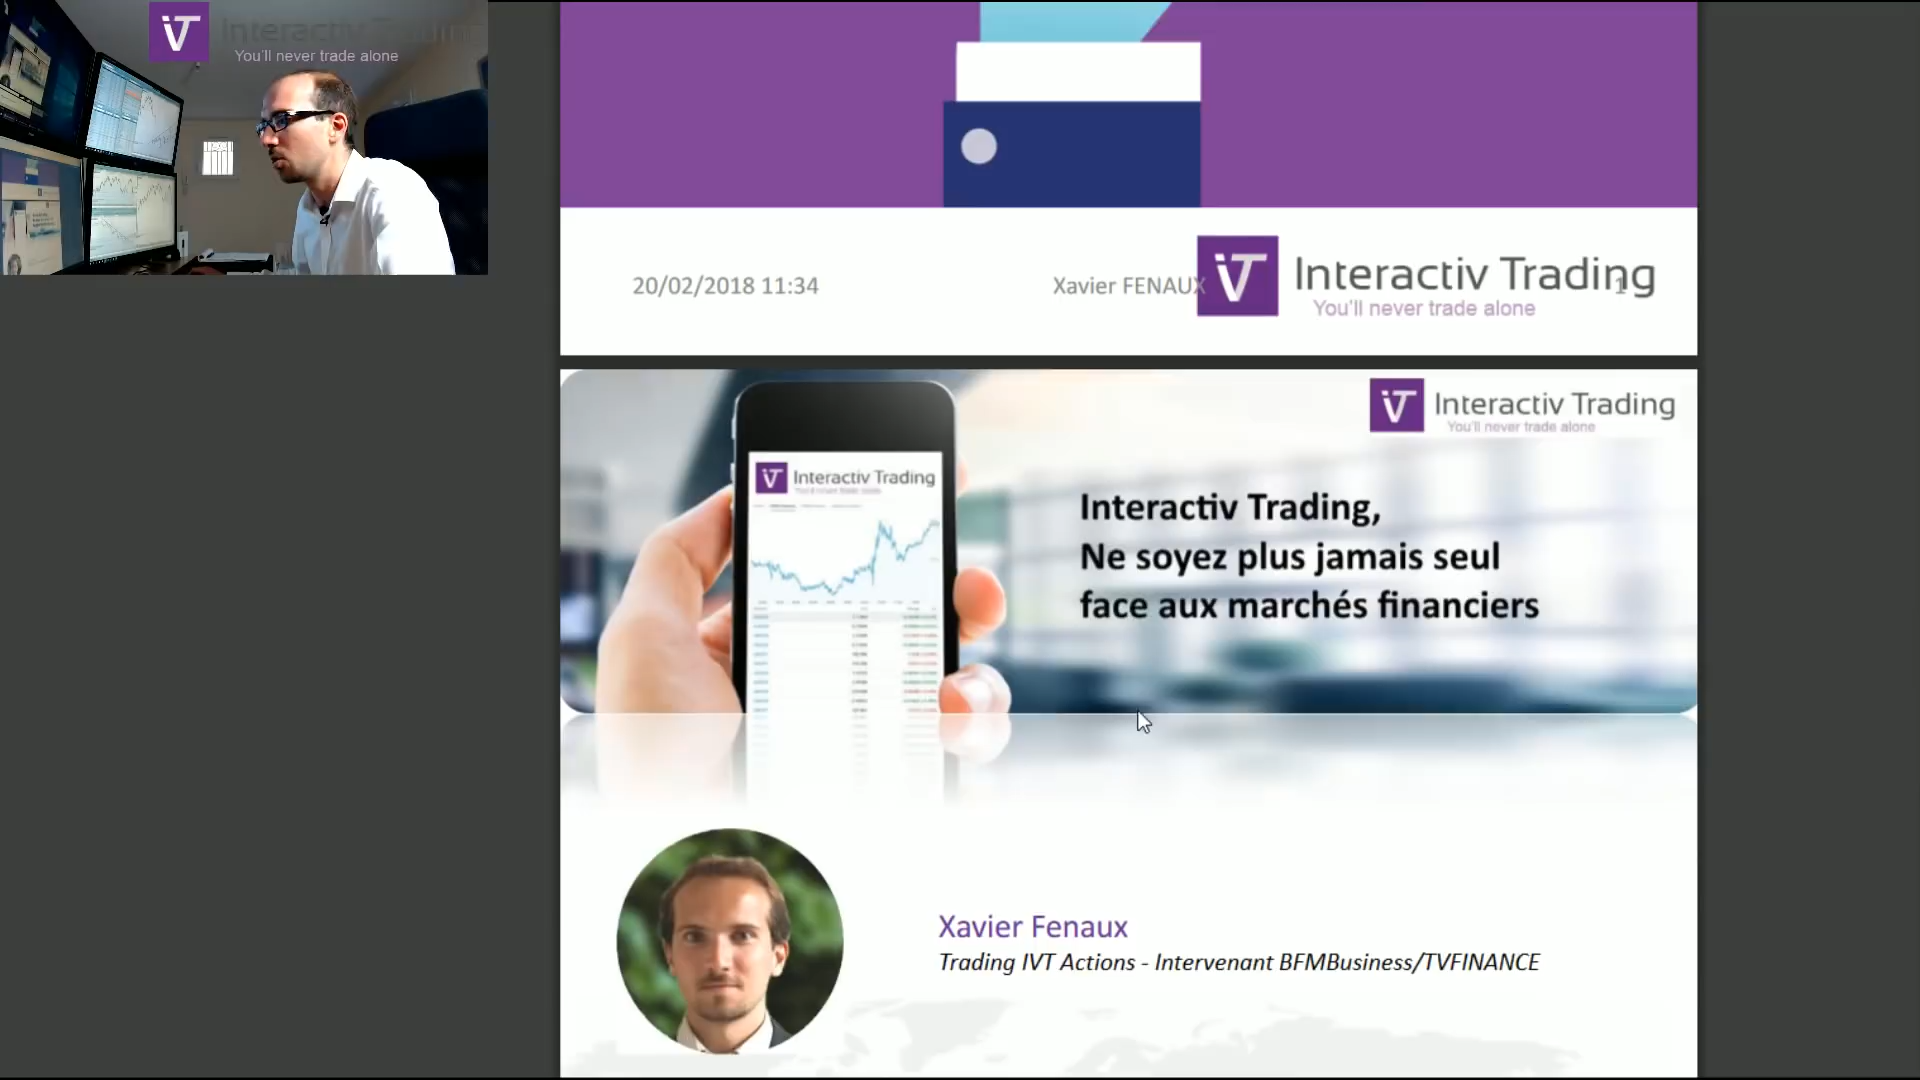 Interactiv Trading
You'll never trade alone
20/02/2018 11:34
Xavier FENAUX
Interactiv Trading
1
You'll never trade alone
Interactiv Trading
You'll never trade alone
Interactiv Trading
Interactiv Trading,
Ne soyez plus jamais seul
face aux marchés financiers
Xavier Fenaux
Trading IVT Actions - Intervenant BFMBusiness/TVFINANCE